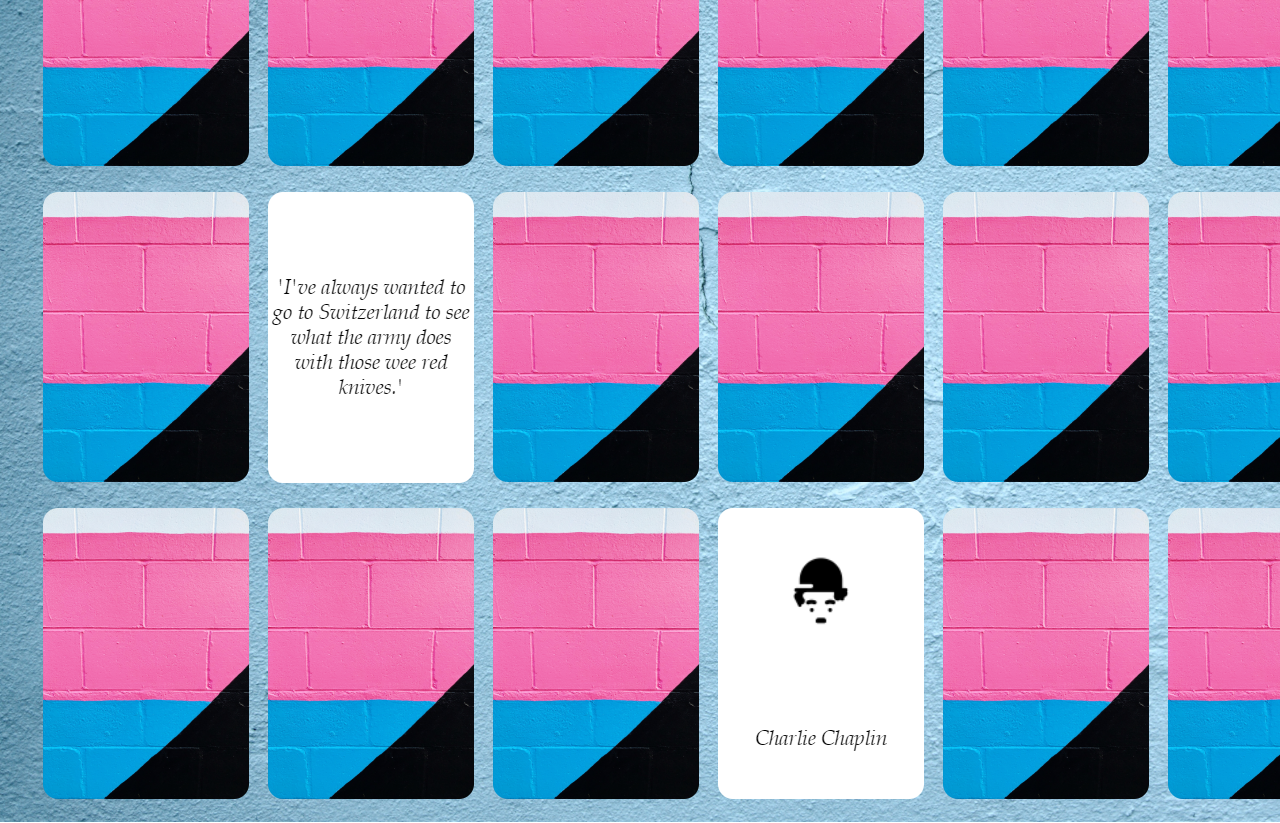 'I've always wanted to
go to Switzerland to see
what the army does
with those wee red
knives.'
Charlie Chaplin